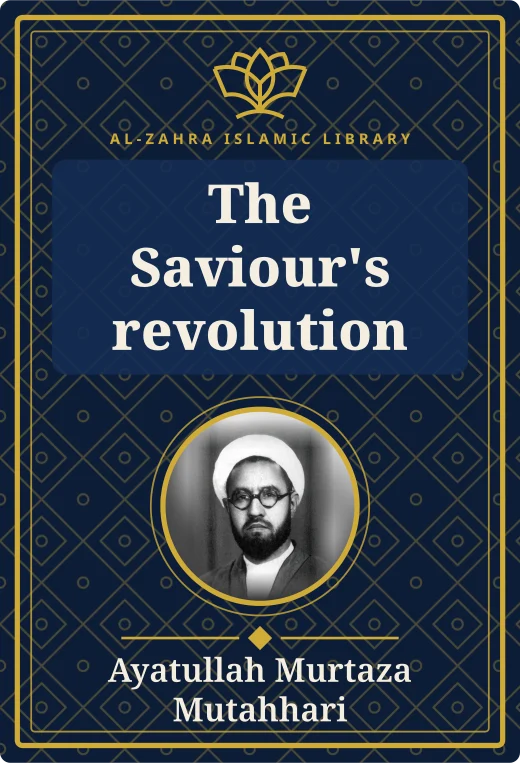 AL-ZAHRA ISLAMIC LIBRARY
The
Saviour's
revolution
Ayatullah Murtaza
Mutahhari